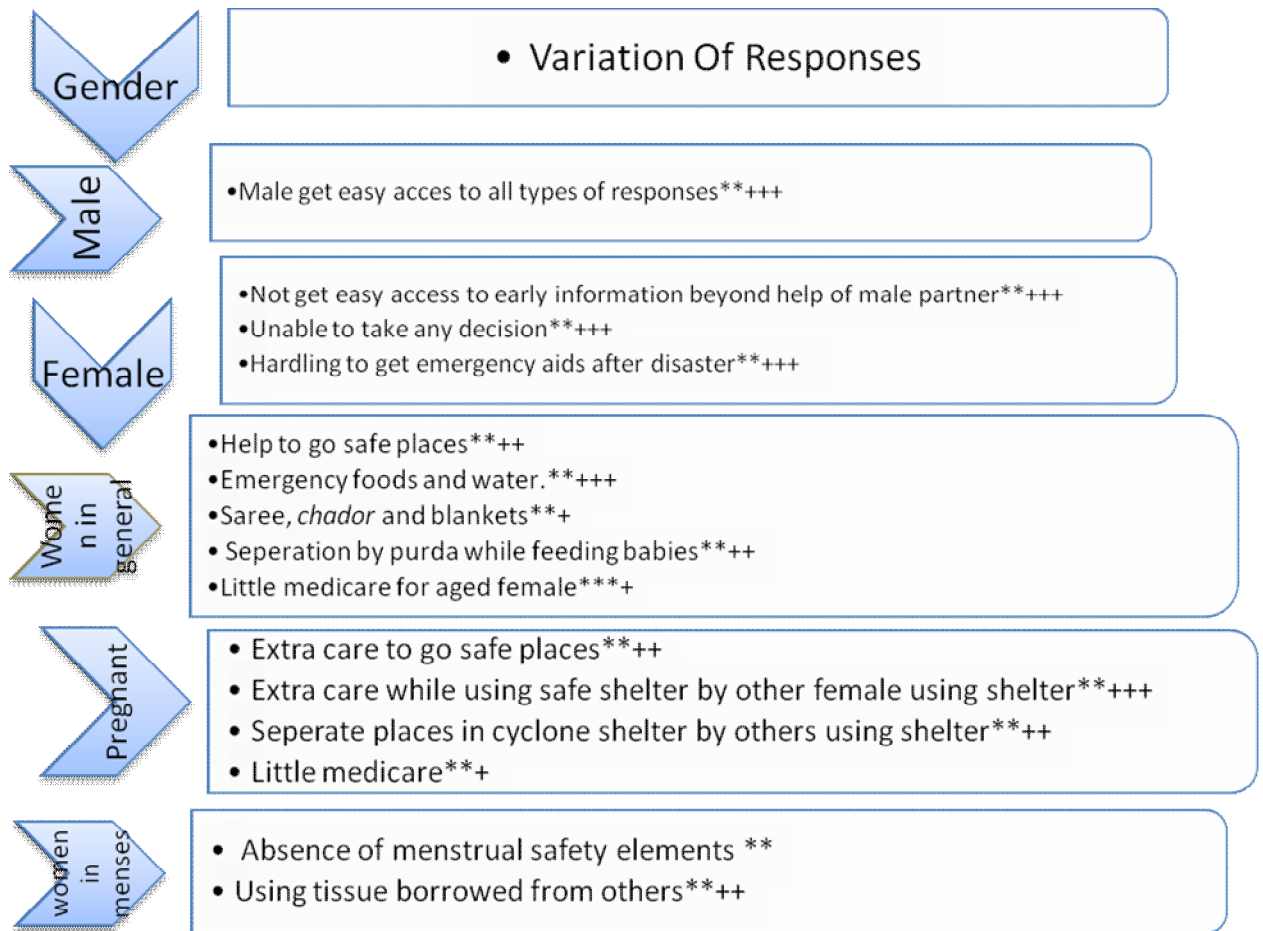 Gender
• Variation Of Responses
Male
•Male get easy acces to all types of responses**+++
Female
•Not get easy access to early information beyond help of male partner**+++
•Unable to take any decision**+++
•Hardling to get emergency aids after disaster**+++
Wome
n in
general
•Help to go safe places**++
•Emergency foods and water.**+++
•Saree, chador and blankets**+
• Seperation by purda while feeding babies**++
•Little medicare for aged female***+
Pregnant
• Extra care to go safe places**++
• Extra care while using safe shelter by other female using shelter**+++
• Seperate places in cyclone shelter by others using shelter**++
• Little medicare**+
women
in
menses
• Absence of menstrual safety elements **
• Using tissue borrowed from others**++